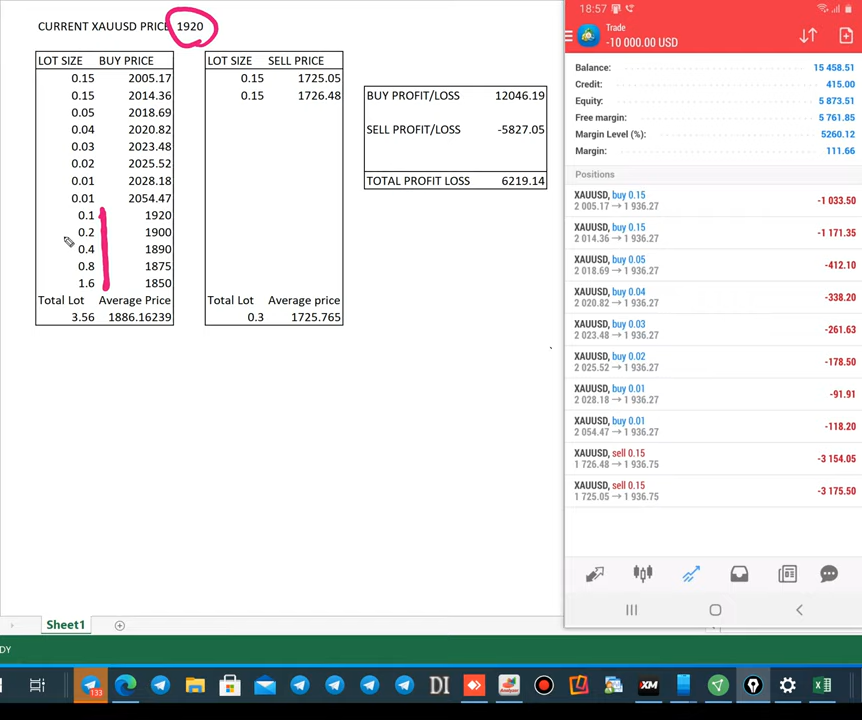 CURRENT XAUUSD PRICE 1920
LOT SIZE BUY PRICE
0.15 2005.17
0.15 2014.36
0.05 2018.69
0.04 2020.82
0.03 2023.48
0.02 2025.52
0.01 2028.18
0.01 2054.47
0.1 1920
0.2 1900
0.4 1890
0.8 1875
1.6 1850
Total Lot Average Price
3.56 1886.16239
LOT SIZE SELL PRICE
0.15 1725.05
0.15 1726.48
Total Lot Average price
0.3 1725.765
BUY PROFIT/LOSS 12046.19
SELL PROFIT/LOSS -5827.05
TOTAL PROFIT LOSS 6219.14
18:57
Trade
-10 000.00 USD
Balance: 15 458.51
Credit: 415.00
Equity: 5 873.51
Free margin: 5 761.85
Margin Level (%): 5260.12
Margin: 111.66
Positions
XAUUSD, buy 0.15
2 005.17 → 1 936.27
-1 033.50
XAUUSD, buy 0.15
2 014.36 → 1 936.27
-1 171.35
XAUUSD, buy 0.05
2 018.69 → 1 936.27
-412.10
XAUUSD, buy 0.04
2 020.82 → 1 936.27
-338.20
XAUUSD, buy 0.03
2 023.48 → 1 936.27
-261.63
XAUUSD, buy 0.02
2 025.52 → 1 936.27
-178.50
XAUUSD, buy 0.01
2 028.18 → 1 936.27
-91.91
XAUUSD, buy 0.01
2 054.47 → 1 936.27
-118.20
XAUUSD, sell 0.15
1 726.48 → 1 936.75
-3 154.05
XAUUSD, sell 0.15
1 725.05 → 1 936.75
-3 175.50
Sheet1
DY
133
DI
XM